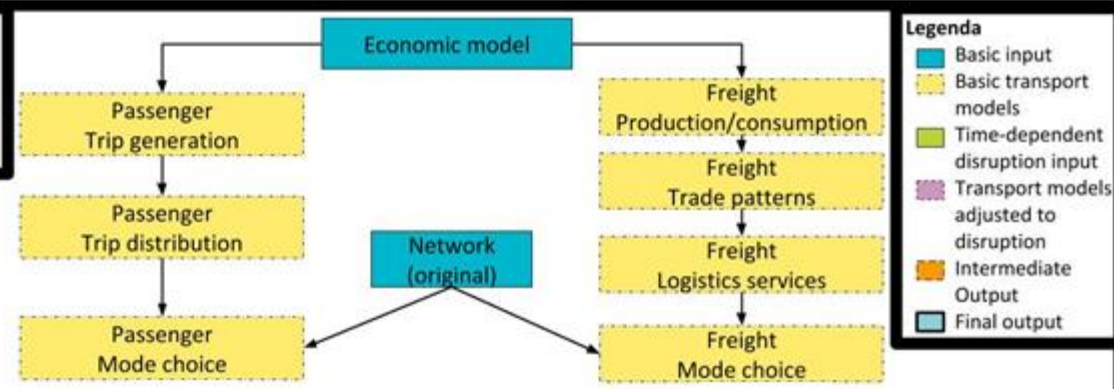 Economic model
Passenger
Trip generation
Passenger
Trip distribution
Passenger
Mode choice
Network
(original)
Freight
Production/consumption
Freight
Trade patterns
Freight
Logistics services
Freight
Mode choice
Legenda
Basic input
Basic transport
models
Time-dependent
disruption input
Transport models
adjusted to
disruption
Intermediate
Output
Final output